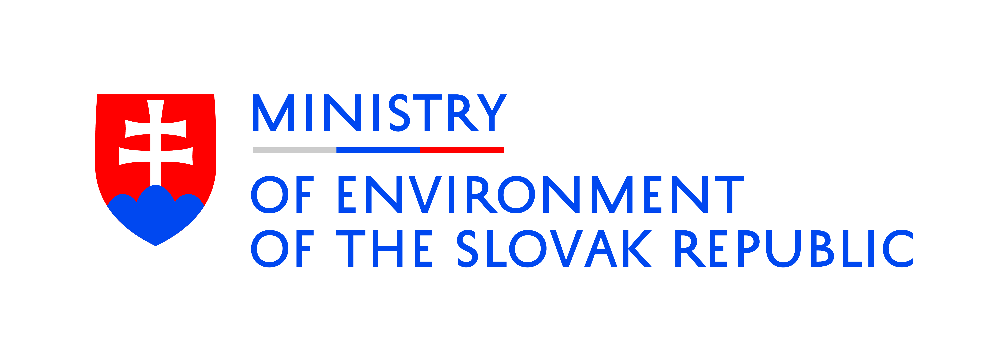 MINISTRY
OF ENVIRONMENT
OF THE SLOVAK REPUBLIC